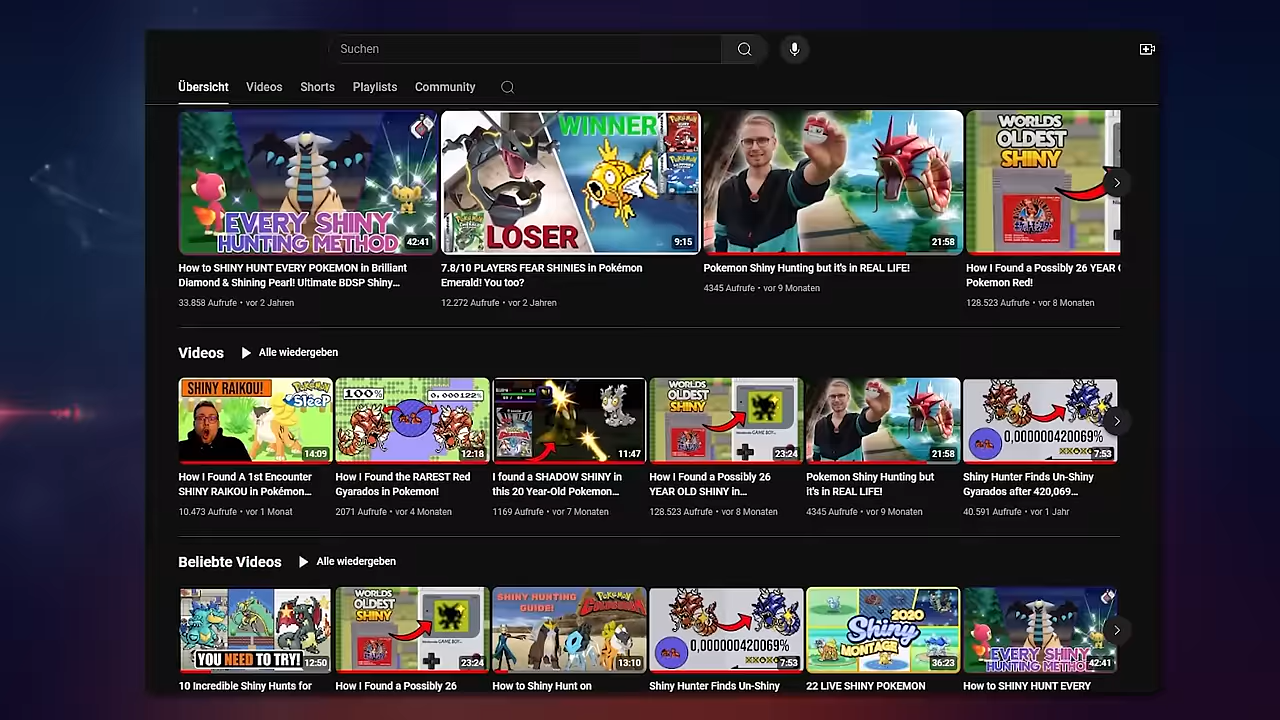 Suchen
Übersicht Videos Shorts Playlists Community
EVERY SHINY
HUNTING METHOD
42:41
WINNER
LOSER
9:15
21:58
WORLDS
OLDEST
SHINY
How to SHINY HUNT EVERY POKEMON in Brilliant
Diamond & Shining Pearl! Ultimate BDSP Shiny...
33.858 Aufrufe • vor 2 Jahren
7.8/10 PLAYERS FEAR SHINIES in Pokémon
Emerald! You too?
12.272 Aufrufe • vor 2 Jahren
Pokemon Shiny Hunting but it's in REAL LIFE!
4345 Aufrufe • vor 9 Monaten
How I Found a Possibly 26 YEAR
Pokemon Red!
128.523 Aufrufe • vor 8 Monaten
Videos Alle wiedergeben
SHINY RAIKOU!
Pokémon
Sleep
14:09
100%
0,000122%
12:18
11:47
WORLDS
OLDEST
SHINY
GAME BOY
23:24
21:58
0,000000420069%
7:53
How I Found A 1st Encounter
SHINY RAIKOU in Pokémon...
10.473 Aufrufe • vor 1 Monat
How I Found the RAREST Red
Gyarados in Pokemon!
2071 Aufrufe • vor 4 Monaten
I found a SHADOW SHINY in
this 20 Year-Old Pokemon...
1169 Aufrufe • vor 7 Monaten
How I Found a Possibly 26
YEAR OLD SHINY in...
128.523 Aufrufe • vor 8 Monaten
Pokemon Shiny Hunting but
it's in REAL LIFE!
4345 Aufrufe • vor 9 Monaten
Shiny Hunter Finds Un-Shiny
Gyarados after 420,069...
40.591 Aufrufe • vor 1 Jahr
Beliebte Videos Alle wiedergeben
YOU NEED TO TRY!
12:50
WORLDS
OLDEST
SHINY
GAME BOY
23:24
SHINY HUNTING
GUIDE!
Pokémon
Colosseum
13:10
0,000000420069%
7:53
2020
Shiny
MONTAGE
36:23
EVERY SHINY
HUNTING METHO
42:41
10 Incredible Shiny Hunts for
How I Found a Possibly 26
How to Shiny Hunt on
Shiny Hunter Finds Un-Shiny
22 LIVE SHINY POKEMON
How to SHINY HUNT EVERY